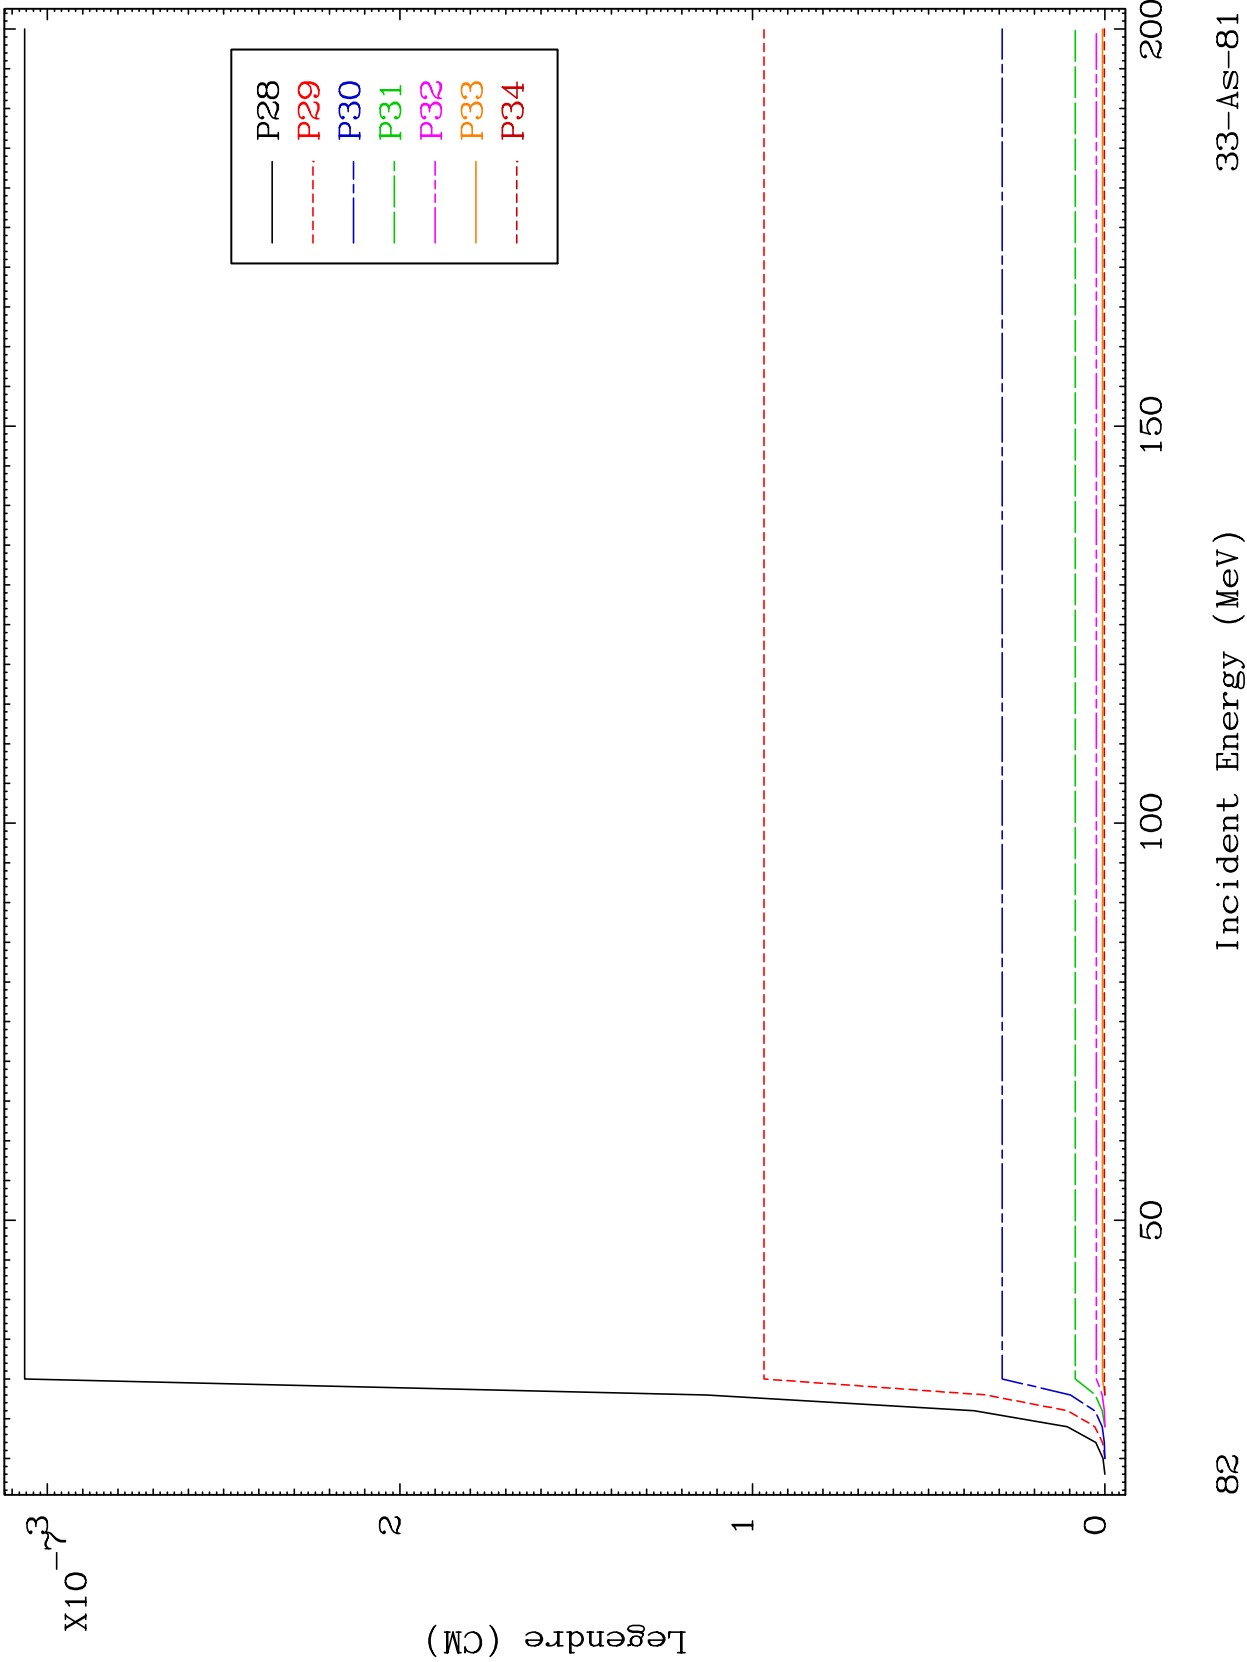 X10
-7
3
2
1
0
Legendre (CM)
P28
P29
P30
P31
P32
P33
P34
50
100
150
200
Incident Energy (MeV)
82
33-As-81